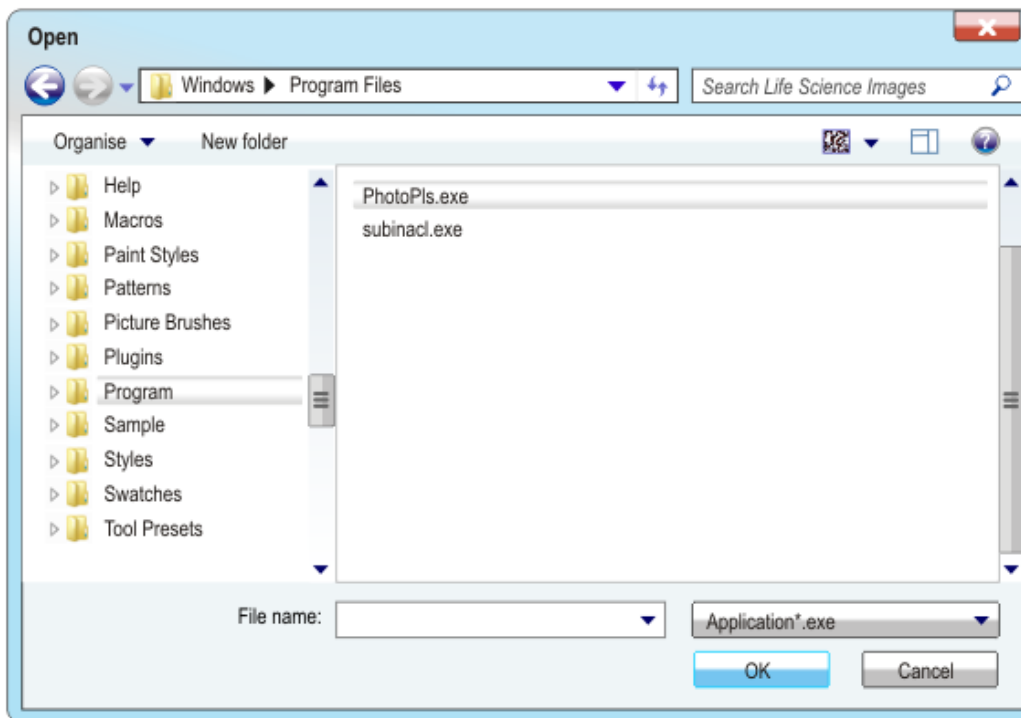 Open
Windows Program Files
Search Life Science Images
Organise New folder
Help
Macros
Paint Styles
Patterns
Picture Brushes
Plugins
Program
Sample
Styles
Swatches
Tool Presets
PhotoPls.exe
subinacl.exe
File name:
Application*.exe
OK Cancel